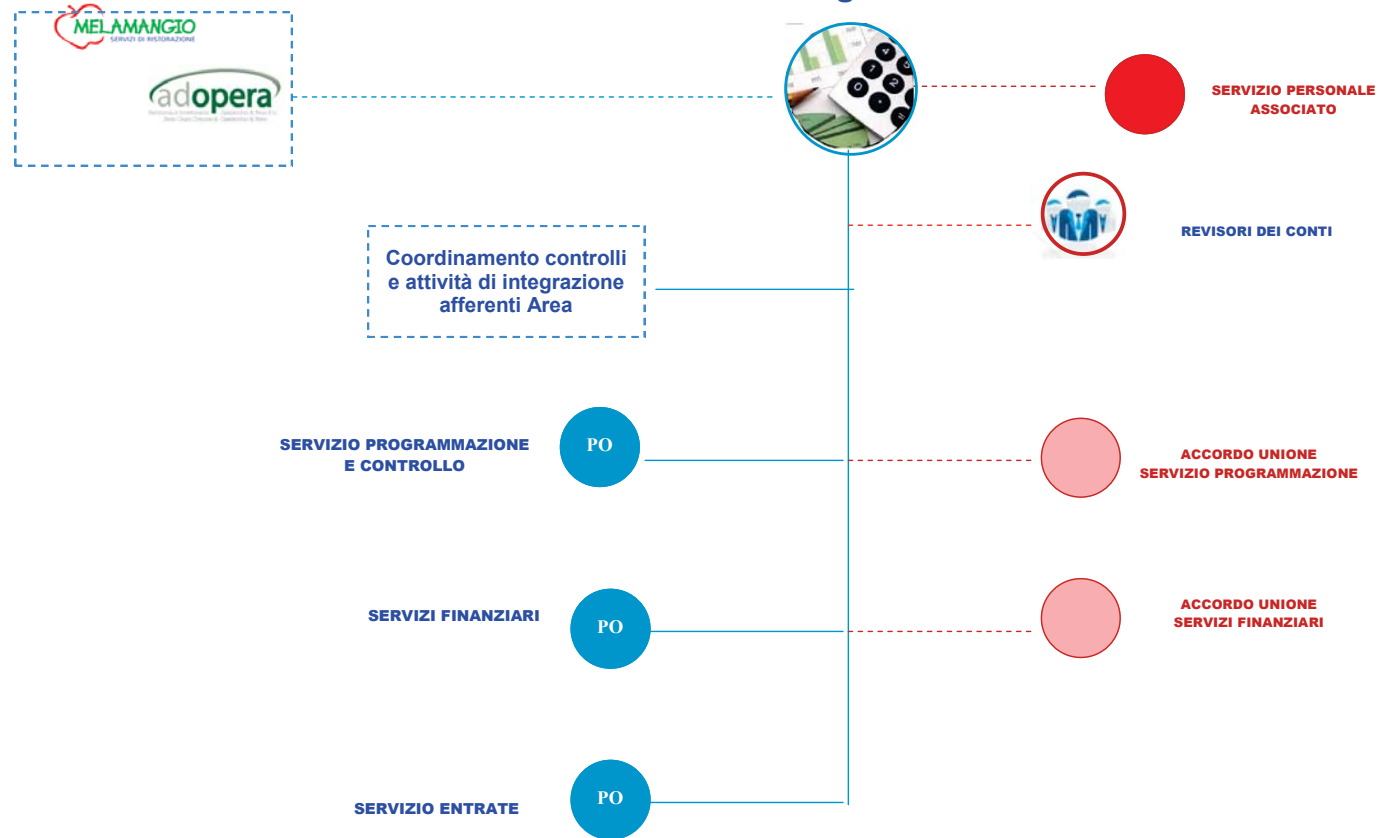 MELAMANGIO
SERVIZI DI RISTORAZIONE
adopera
SERVIZIO PERSONALE
ASSOCIATO
REVISORI DEI CONTI
Coordinamento controlli
e attività di integrazione
afferenti Area
SERVIZIO PROGRAMMAZIONE
E CONTROLLO
PO
ACCORDO UNIONE
SERVIZIO PROGRAMMAZIONE
SERVIZI FINANZIARI
PO
ACCORDO UNIONE
SERVIZI FINANZIARI
SERVIZIO ENTRATE
PO